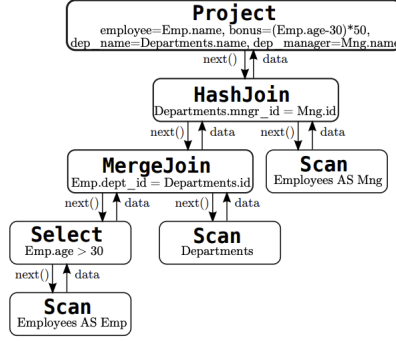 Project
employee=Emp.name, bonus=(Emp.age-30)*50,
dep_name=Departments.name, dep_manager=Mng.name
next() data
HashJoin
Departments.mngr_id = Mng.id
next() data next() data
MergeJoin
Emp.dept_id = Departments.id
Scan
Employees AS Mng
next() data next() data
Select
Emp.age > 30
Scan
Departments
next() data
Scan
Employees AS Emp